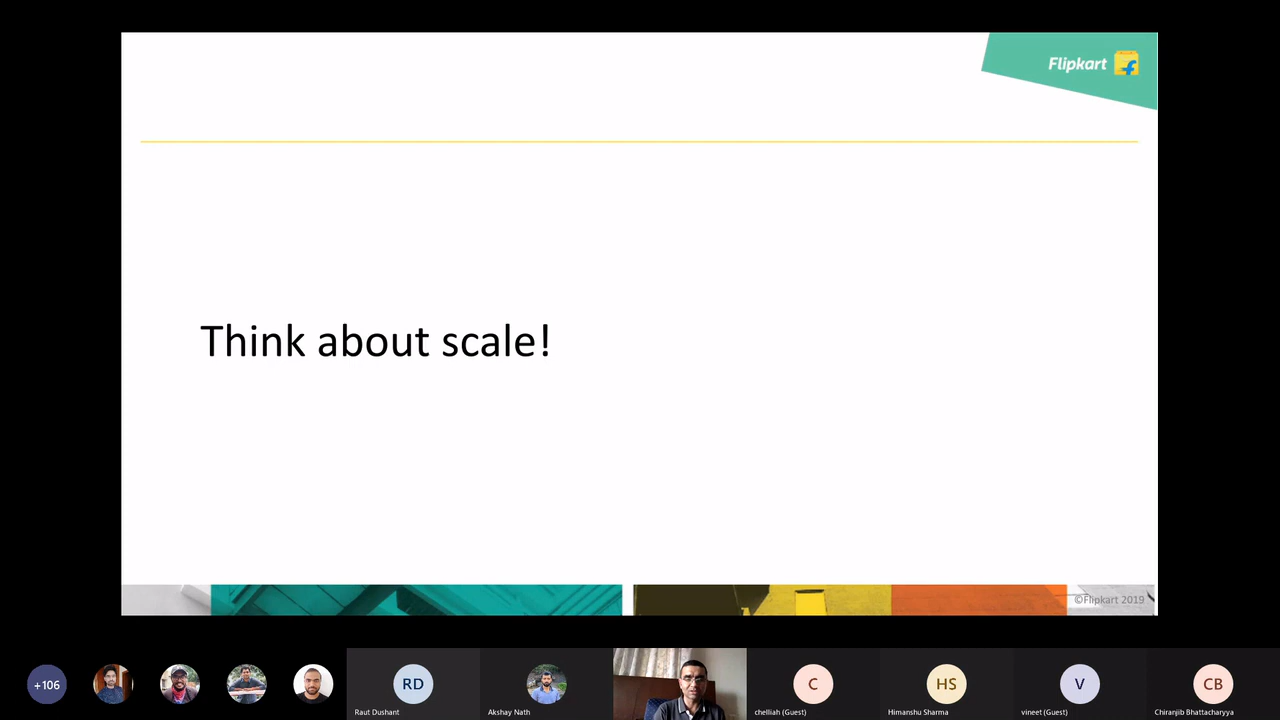 Flipkart
Think about scale!
©Flipkart 2019
+106
RD
Raut Dushant
Akshay Nath
C
chelliah (Guest)
HS
Himanshu Sharma
V
vineet (Guest)
CB
Chiranjib Bhattacharyya